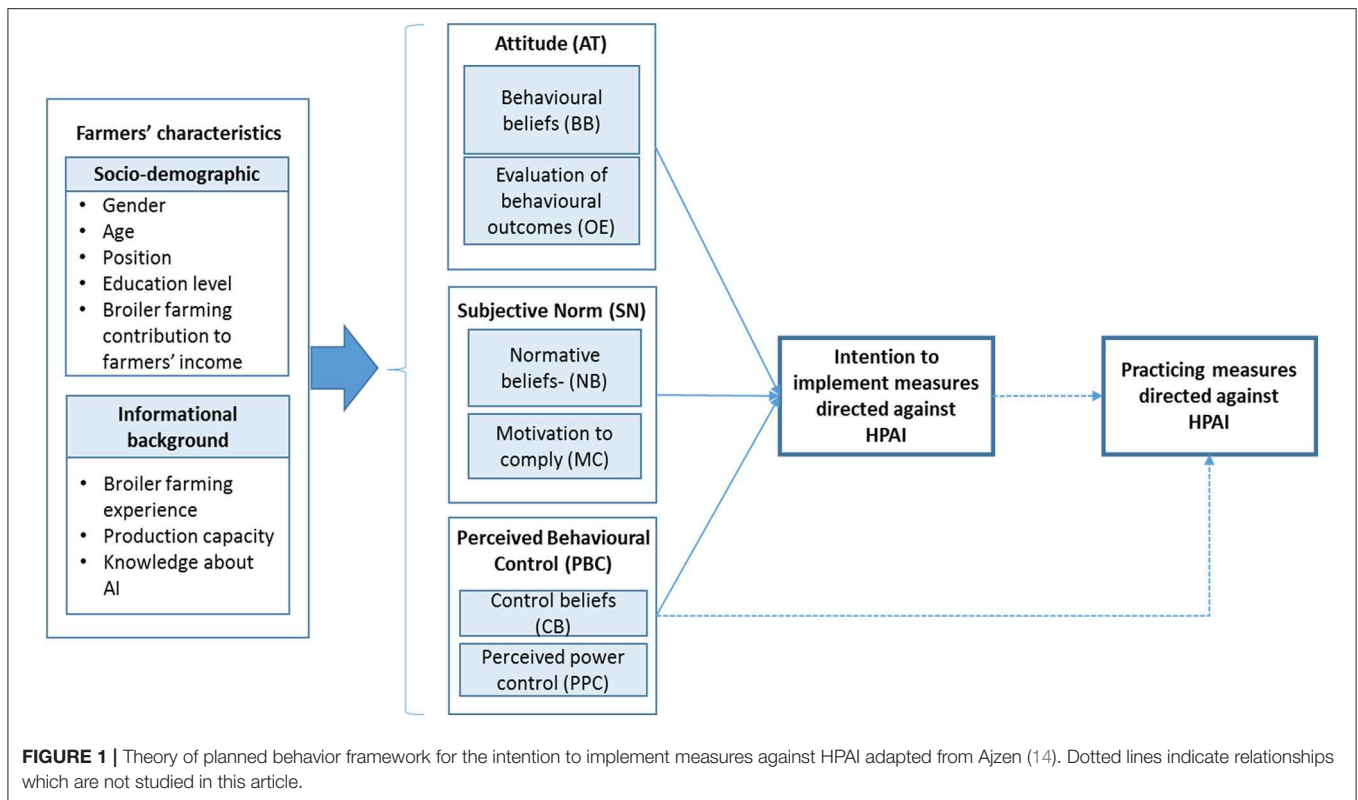 Farmers' characteristics
Socio-demographic
• Gender
• Age
• Position
• Education level
• Broiler farming
contribution to
farmers' income
Informational
background
• Broiler farming
experience
• Production capacity
• Knowledge about
AI
Attitude (AT)
Behavioural
beliefs (BB)
Evaluation of
behavioural
outcomes (OE)
Subjective Norm (SN)
Normative
beliefs- (NB)
Motivation to
comply (MC)
Perceived Behavioural
Control (PBC)
Control beliefs
(CB)
Perceived power
control (PPC)
Intention to
implement measures
directed against
HPAI
Practicing measures
directed against
HPAI
FIGURE 1 | Theory of planned behavior framework for the intention to implement measures against HPAI adapted from Ajzen (14). Dotted lines indicate relationships
which are not studied in this article.